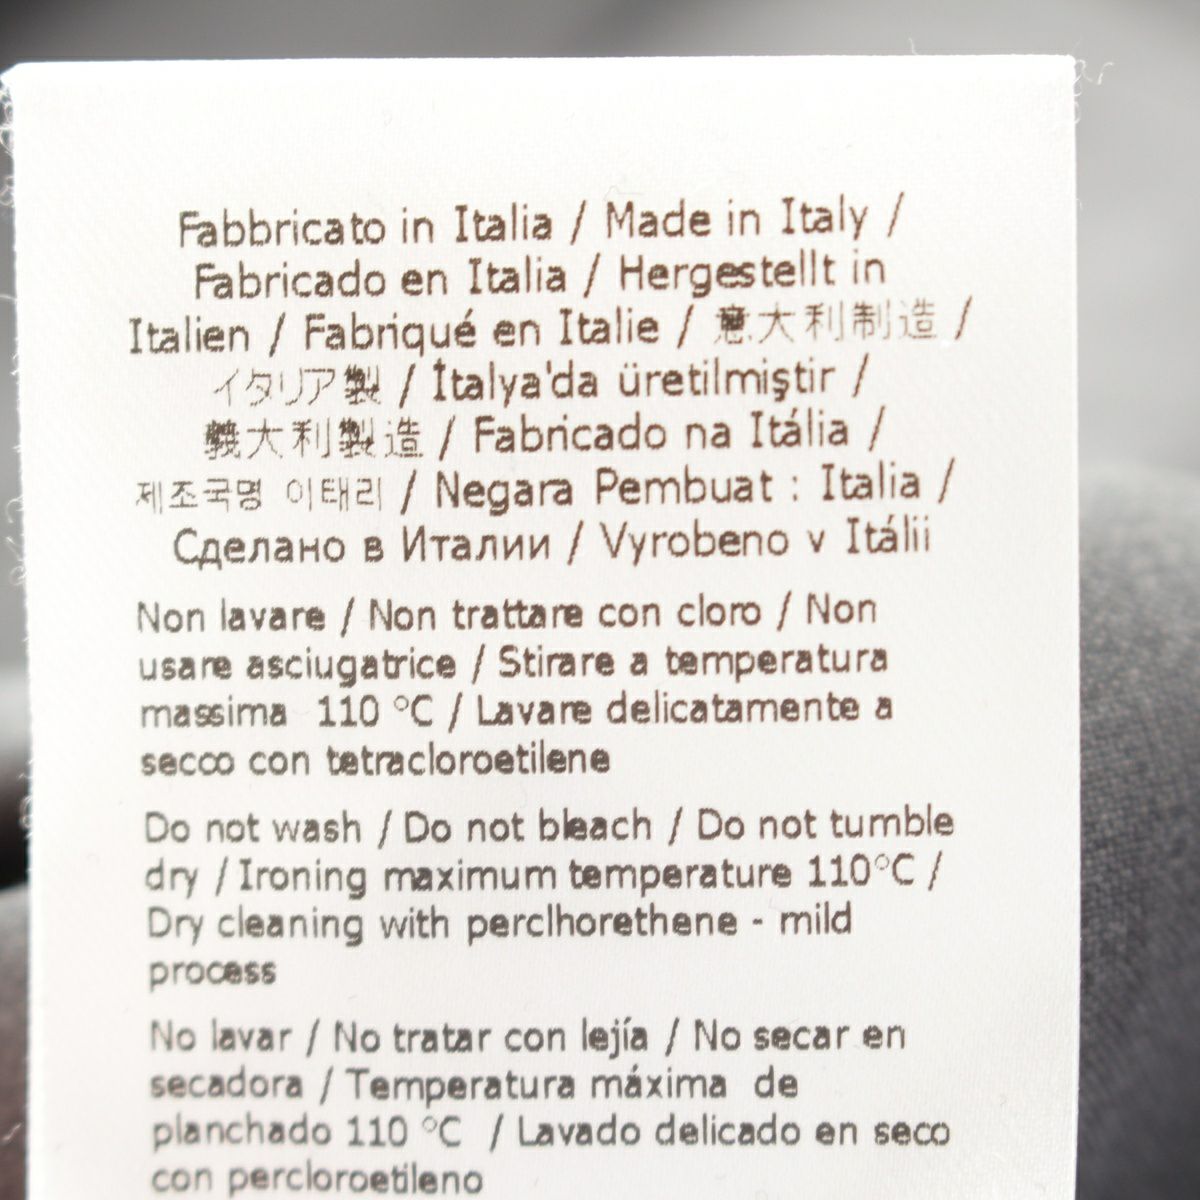 Fabbricato in Italia / Made in Italy /
Fabricado en Italia / Hergestellt in
Italien / Fabriqué en Italie / 意大利制造 /
イタリア製 / İtalya'da üretilmiştir /
義大利製造 / Fabricado na Itália /
제조국명 이태리 / Negara Pembuat : Italia /
Сделано в Италии / Vyrobeno v Itálii
Non lavare / Non trattare con cloro / Non
usare asciugatrice / Stirare a temperatura
massima 110 °C / Lavare delicatamente a
secco con tetracloroetilene
Do not wash / Do not bleach / Do not tumble
dry / Ironing maximum temperature 110°C /
Dry cleaning with perclhorethene - mild
process
No lavar / No tratar con lejía / No secar en
secadora / Temperatura máxima de
planchado 110 °C / Lavado delicado en seco
con percloroetileno